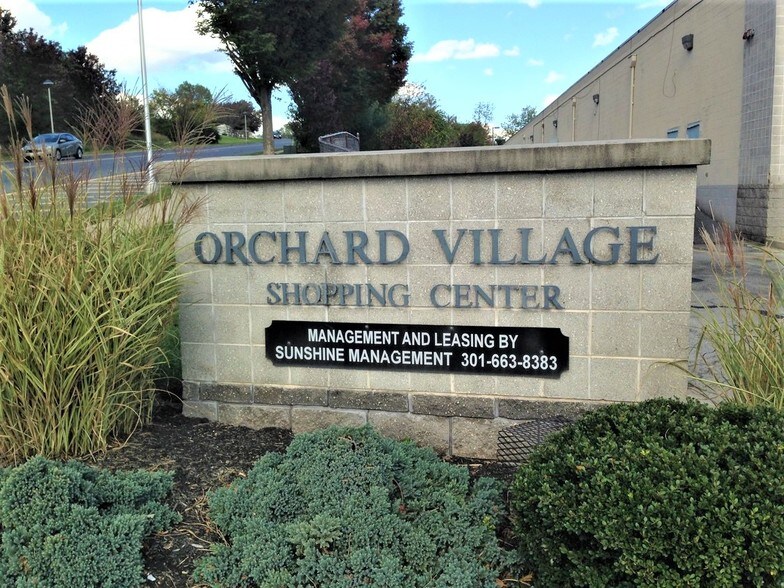 ORCHARD VILLAGE
SHOPPING CENTER
MANAGEMENT AND LEASING BY
SUNSHINE MANAGEMENT 301-663-8383